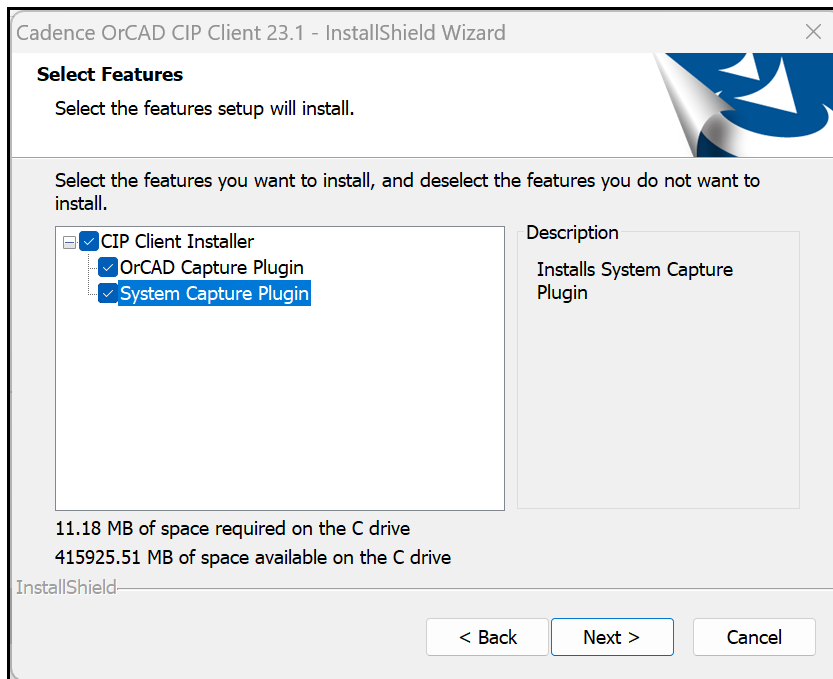 Cadence OrCAD CIP Client 23.1 - InstallShield Wizard
Select Features
Select the features setup will install.
Select the features you want to install, and deselect the features you do not want to
install.
CIP Client Installer
OrCAD Capture Plugin
System Capture Plugin
Description
Installs System Capture
Plugin
11.18 MB of space required on the C drive
415925.51 MB of space available on the C drive
InstallShield
< Back
Next >
Cancel